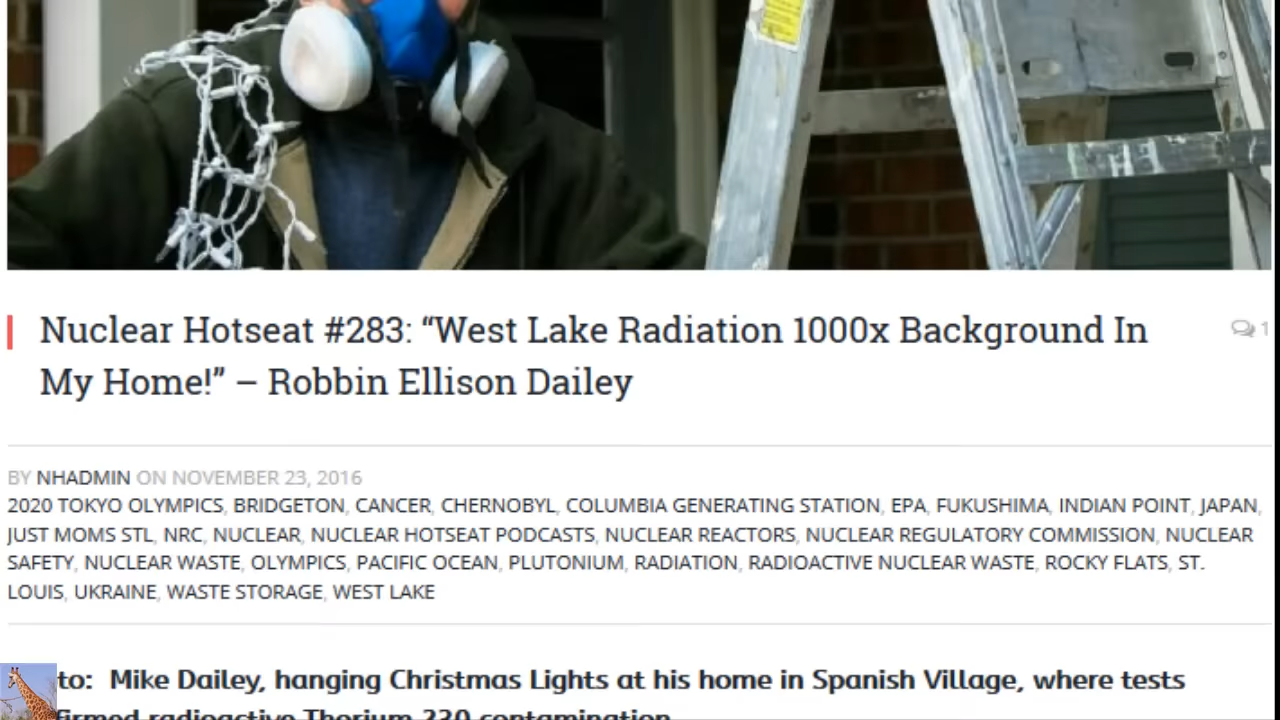 Nuclear Hotseat #283: “West Lake Radiation 1000x Background In
1
My Home!” – Robbin Ellison Dailey
BY NHADMIN ON NOVEMBER 23, 2016
2020 TOKYO OLYMPICS, BRIDGETON, CANCER, CHERNOBYL, COLUMBIA GENERATING STATION, EPA, FUKUSHIMA, INDIAN POINT, JAPAN,
JUST MOMS STL, NRC, NUCLEAR, NUCLEAR HOTSEAT PODCASTS, NUCLEAR REACTORS, NUCLEAR REGULATORY COMMISSION, NUCLEAR
SAFETY, NUCLEAR WASTE, OLYMPICS, PACIFIC OCEAN, PLUTONIUM, RADIATION, RADIOACTIVE NUCLEAR WASTE, ROCKY FLATS, ST.
LOUIS, UKRAINE, WASTE STORAGE, WEST LAKE
to: Mike Dailey, hanging Christmas Lights at his home in Spanish Village, where tests
firmed radioactive Thorium 230 contamination